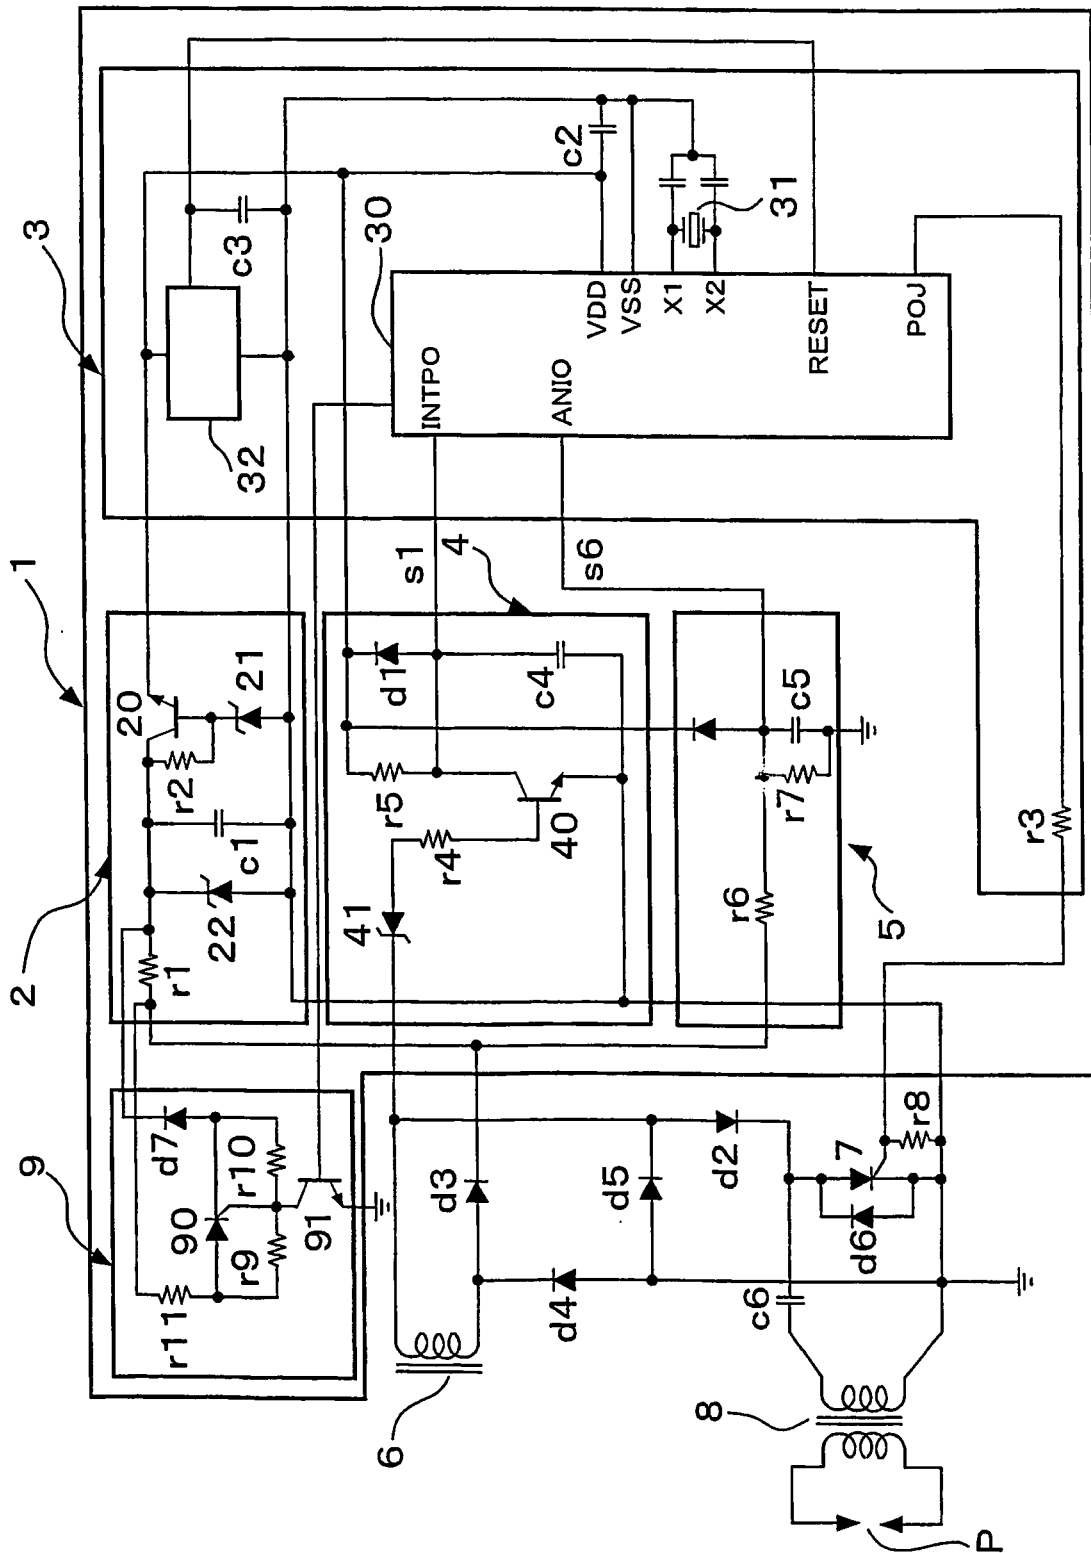 1
3
2
9
20
r2
21
c1
22
r1
32
c3
c2
30
31
INTPO
ANIO
VDD
VSS
X1
X2
RESET
POJ
s1
4
s6
d1
c4
r5
r4
40
41
c5
r7
r6
5
r3
d7
r10
90
r9
91
r11
d3
d5
d4
d2
7
r8
d6
c6
6
8
P